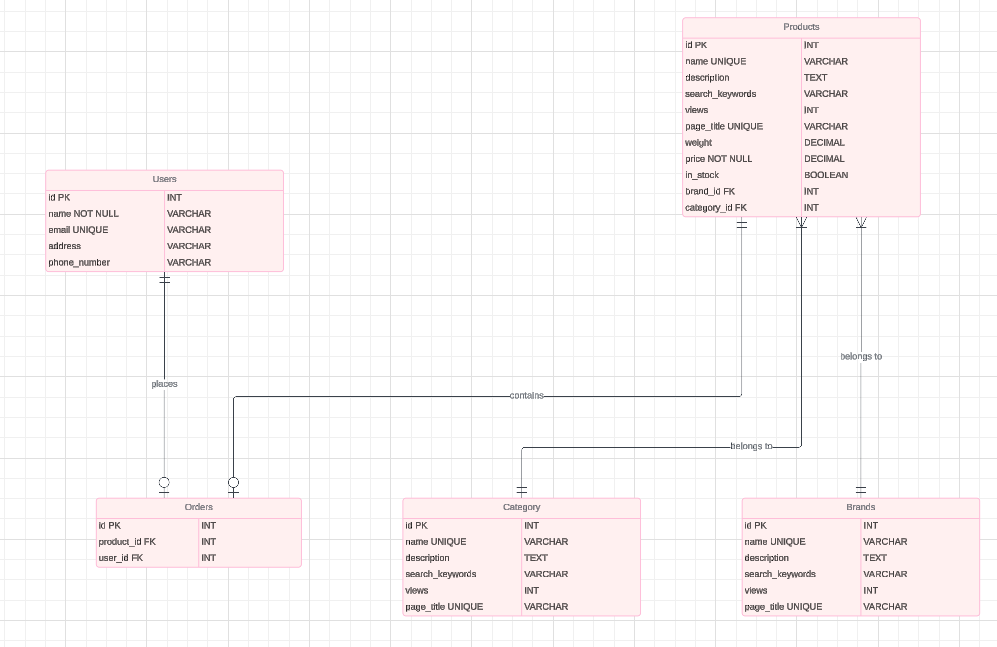 Products
id PK INT
name UNIQUE VARCHAR
description TEXT
search_keywords VARCHAR
views INT
page_title UNIQUE VARCHAR
weight DECIMAL
price NOT NULL DECIMAL
in_stock BOOLEAN
brand_id FK INT
category_id FK INT
Users
id PK INT
name NOT NULL VARCHAR
email UNIQUE VARCHAR
address VARCHAR
phone_number VARCHAR
belongs to
places
contains
belongs to
Orders
id PK INT
product_id FK INT
user_id FK INT
Category
id PK INT
name UNIQUE VARCHAR
description TEXT
search_keywords VARCHAR
views INT
page_title UNIQUE VARCHAR
Brands
id PK INT
name UNIQUE VARCHAR
description TEXT
search_keywords VARCHAR
views INT
page_title UNIQUE VARCHAR